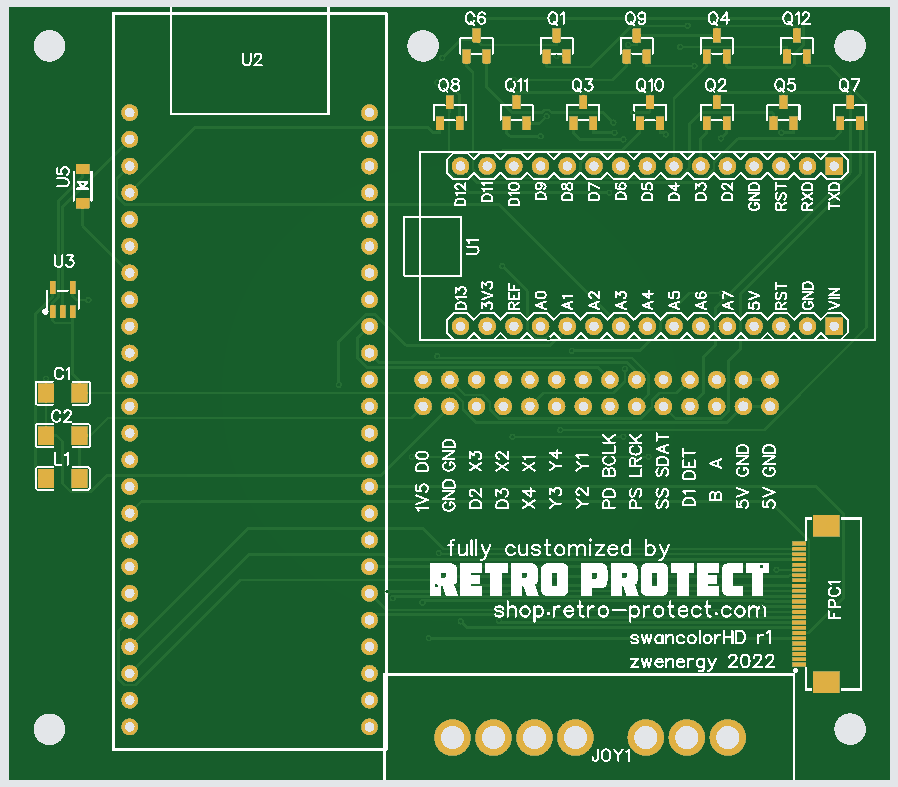 Q6 Q1 Q9 Q4 Q12
U2
Q8 Q11 Q3 Q10 Q2 Q5 Q7
U5
D12 D11 D10 D9 D8 D7 D6 D5 D4 D3 D2 GND RST RXD TXD
U1
U3
D13 3V3 REF A0 A1 A2 A3 A4 A5 A6 A7 5V RST GND VIN
C1
C2
L1
D0 GND X3 X2 X1 Y4 Y1 BCLK LRCK SDAT DET A GND GND
1V5 GND D2 D3 X4 Y3 Y2 PD PS SS D1 B 5V 5V
fully customized by
RETRO PROTECT
shop.retro-protect.com
FPC1
swancolorHD r1
zwenergy 2022
JOY1